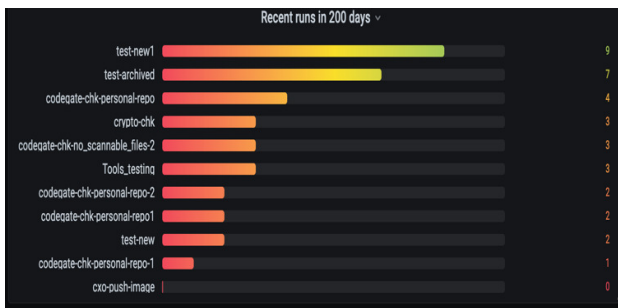 Recent runs in 200 days
test-new1 9
test-archived 7
codegate-chk-personal-repo 4
crypto-chk 3
codegate-chk-no_scannable_files-2 3
Tools_testing 3
codegate-chk-personal-repo-2 2
codegate-chk-personal-repo1 2
test-new 2
codegate-chk-personal-repo-1 1
cxo-push-image 0